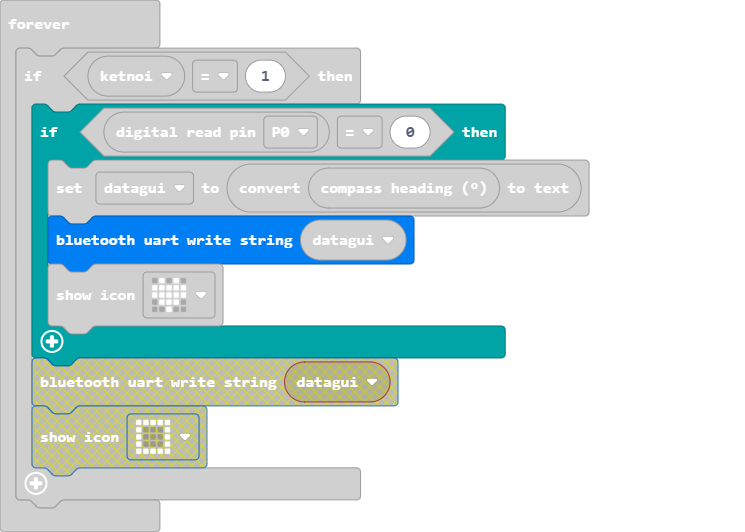 forever
if ketnoi = 1 then
if digital read pin P0 = 0 then
set datagui to convert compass heading (°) to text
bluetooth uart write string datagui
show icon
bluetooth uart write string datagui
show icon